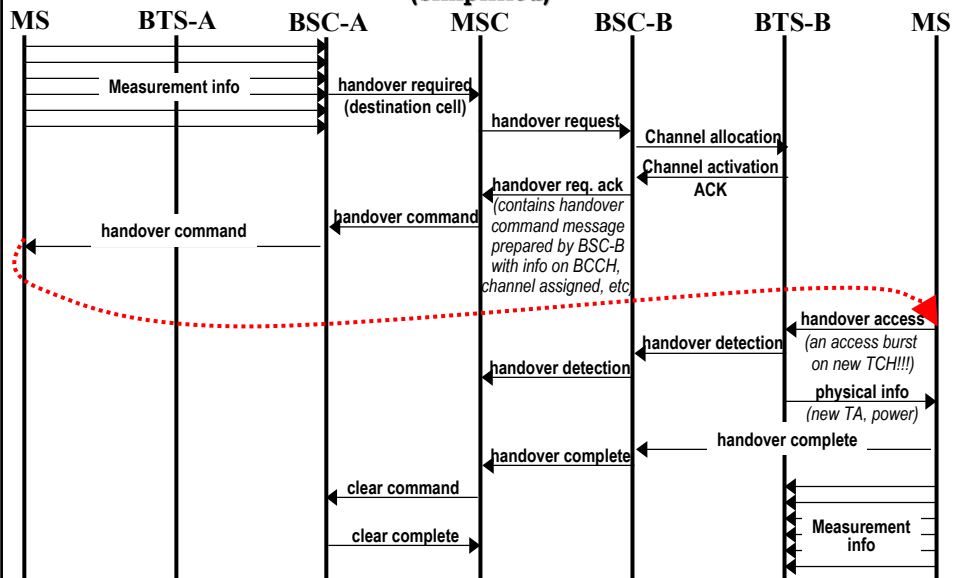 (simplified)
MS BTS-A BSC-A MSC BSC-B BTS-B MS
Measurement info
handover required
(destination cell)
handover request
Channel allocation
Channel activation
ACK
handover req. ack
(contains handover
command message
prepared by BSC-B
with info on BCCH,
channel assigned, etc)
handover command
handover command
handover access
(an access burst
on new TCH!!!)
handover detection
handover detection
physical info
(new TA, power)
handover complete
handover complete
clear command
clear complete
Measurement
info